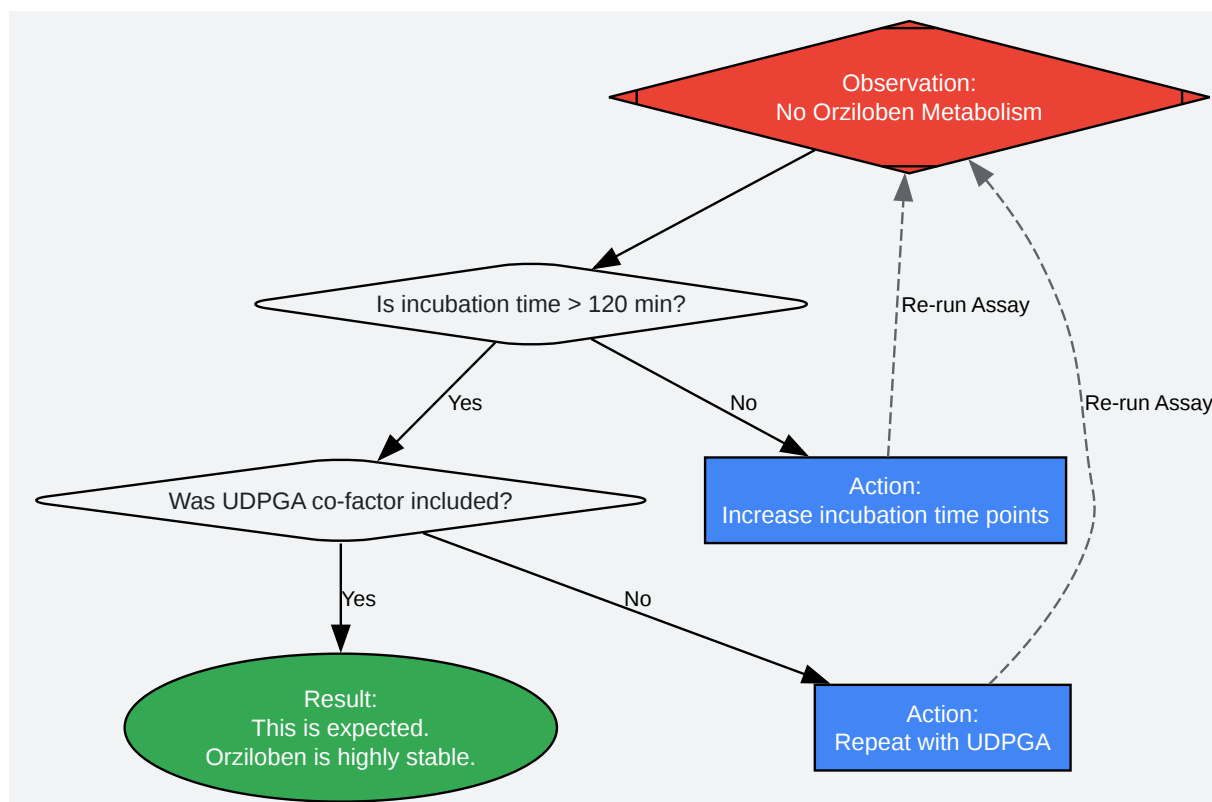 Observation:
No Orziloben Metabolism
Is incubation time > 120 min?
Re-run Assay
Yes
No
Re-run Assay
Action:
Increase incubation time points
Was UDPGA co-factor included?
Yes
No
Result:
This is expected.
Orziloben is highly stable.
Action:
Repeat with UDPGA